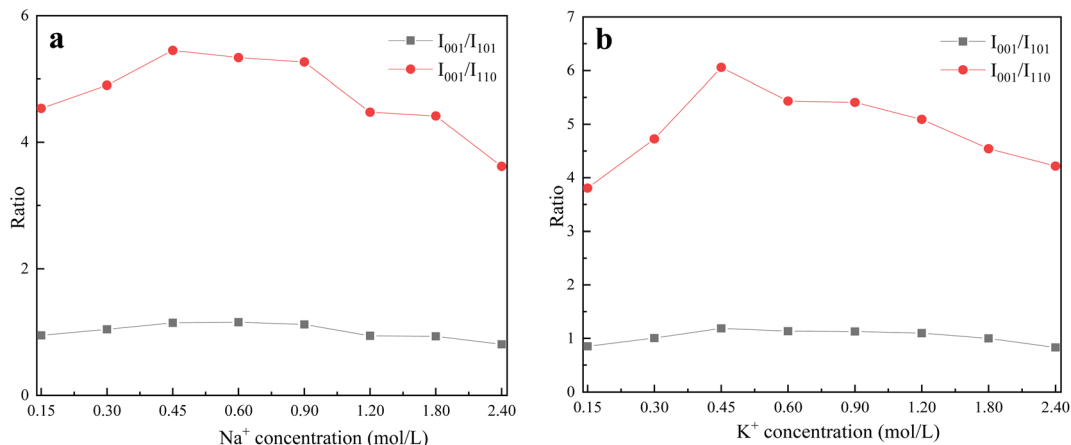 a
I₀₀₁/I₁₀₁
I₀₀₁/I₁₁₀
Ratio
6
4
2
0
0.15 0.30 0.45 0.60 0.90 1.20 1.80 2.40
Na⁺ concentration (mol/L)
b
I₀₀₁/I₁₀₁
I₀₀₁/I₁₁₀
Ratio
7
6
5
4
3
2
1
0
0.15 0.30 0.45 0.60 0.90 1.20 1.80 2.40
K⁺ concentration (mol/L)